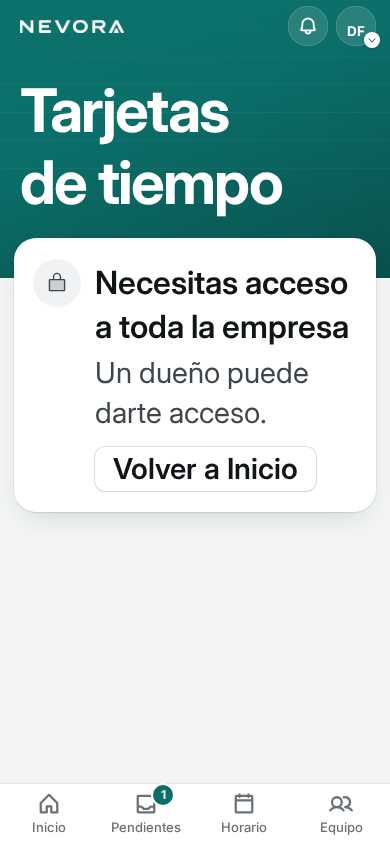 NEVORA
DF
Tarjetas
de tiempo
Necesitas acceso
a toda la empresa
Un dueño puede
darte acceso.
Volver a Inicio
1
Inicio
Pendientes
Horario
Equipo